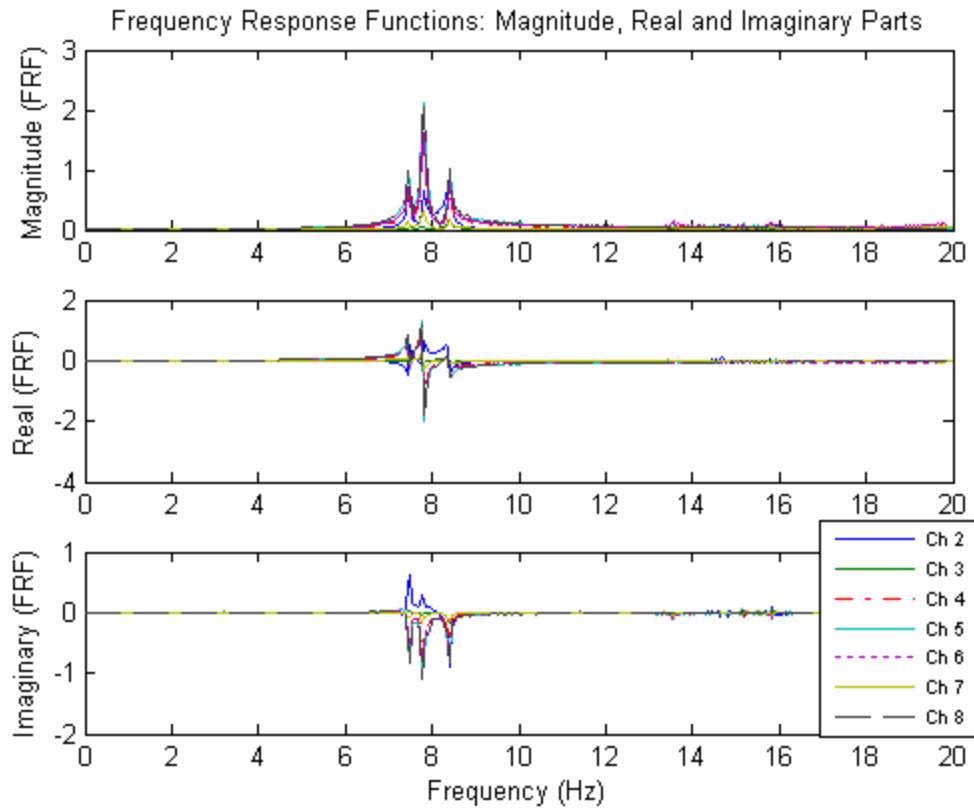 Frequency Response Functions: Magnitude, Real and Imaginary Parts
Magnitude (FRF)
3
2
1
0
0 2 4 6 8 10 12 14 16 18 20
Real (FRF)
2
0
-2
-4
0 2 4 6 8 10 12 14 16 18 20
Imaginary (FRF)
1
0
-1
-2
0 2 4 6 8 10 12 14 16 18 20
Frequency (Hz)
Ch 2
Ch 3
Ch 4
Ch 5
Ch 6
Ch 7
Ch 8